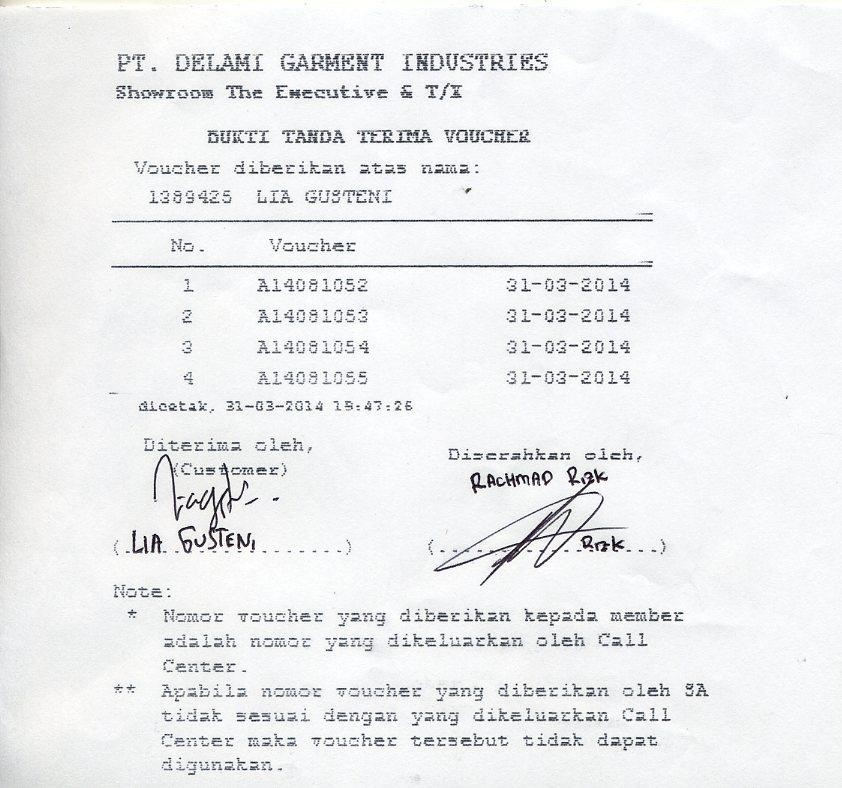 PT. DELAMI GARMENT INDUSTRIES
Showroom The Executive & T/X
BUKTI TANDA TERIMA VOUCHER
Voucher diberikan atas nama:
1389425 LIA GUSTENI
No. Voucher
1 A14081052 31-03-2014
2 A14081053 31-03-2014
3 A14081054 31-03-2014
4 A14081055 31-03-2014
dicetak, 31-03-2014 19:47:26
Diterima oleh, Diserahkan oleh,
(Customer) RACHMAD RIZK
(.LIA GUSTENI............) (.................RIZK...)
Note:
* Nomor voucher yang diberikan kepada member
adalah nomor yang dikeluarkan oleh Call
Center.
** Apabila nomor voucher yang diberikan oleh SA
tidak sesuai dengan yang dikeluarkan Call
Center maka voucher tersebut tidak dapat
digunakan.